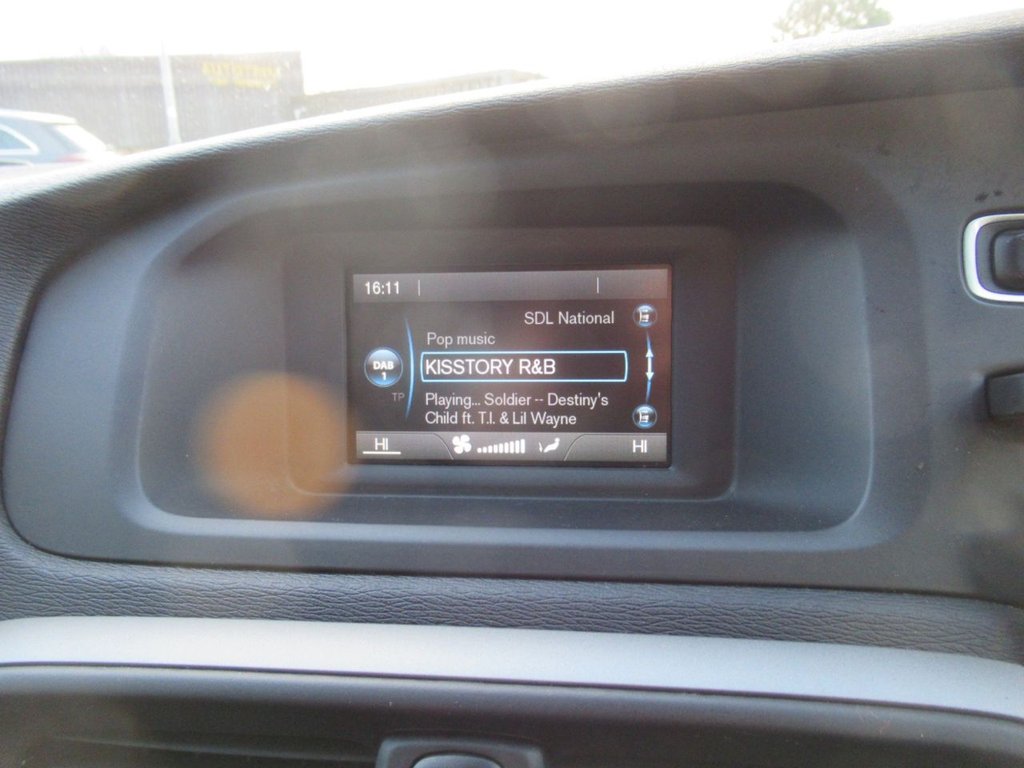 16:11
SDL National
Pop music
DAB
1
KISSTORY R&B
TP
Playing... Soldier -- Destiny's
Child ft. T.I. & Lil Wayne
HI
HI